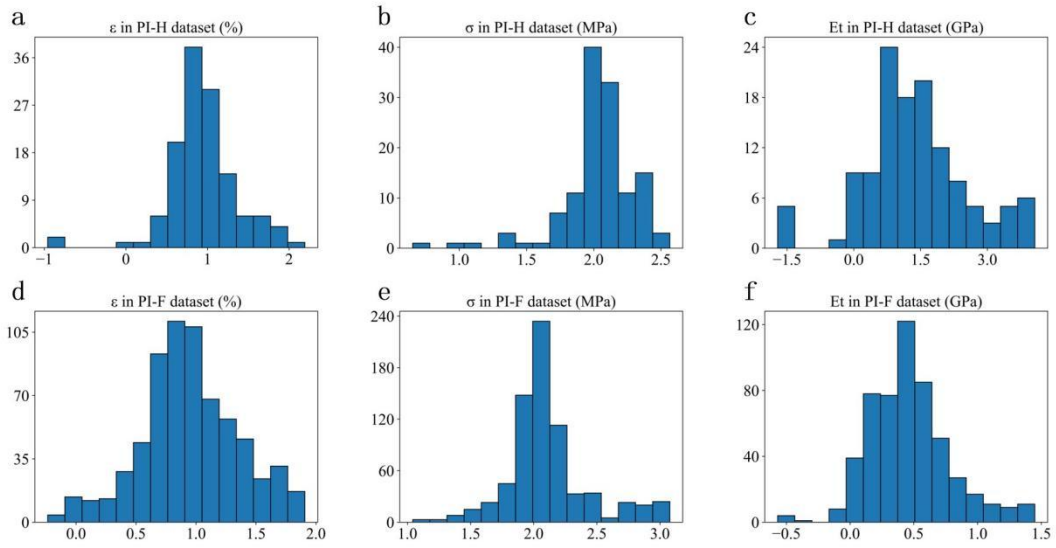 a
ε in PI-H dataset (%)
36
27
18
9
0
−1 0 1 2
b
σ in PI-H dataset (MPa)
40
30
20
10
0
1.0 1.5 2.0 2.5
c
Et in PI-H dataset (GPa)
24
18
12
6
0
−1.5 0.0 1.5 3.0
d
ε in PI-F dataset (%)
105
70
35
0
0.0 0.5 1.0 1.5 2.0
e
σ in PI-F dataset (MPa)
240
180
120
60
0
1.0 1.5 2.0 2.5 3.0
f
Et in PI-F dataset (GPa)
120
80
40
0
−0.5 0.0 0.5 1.0 1.5